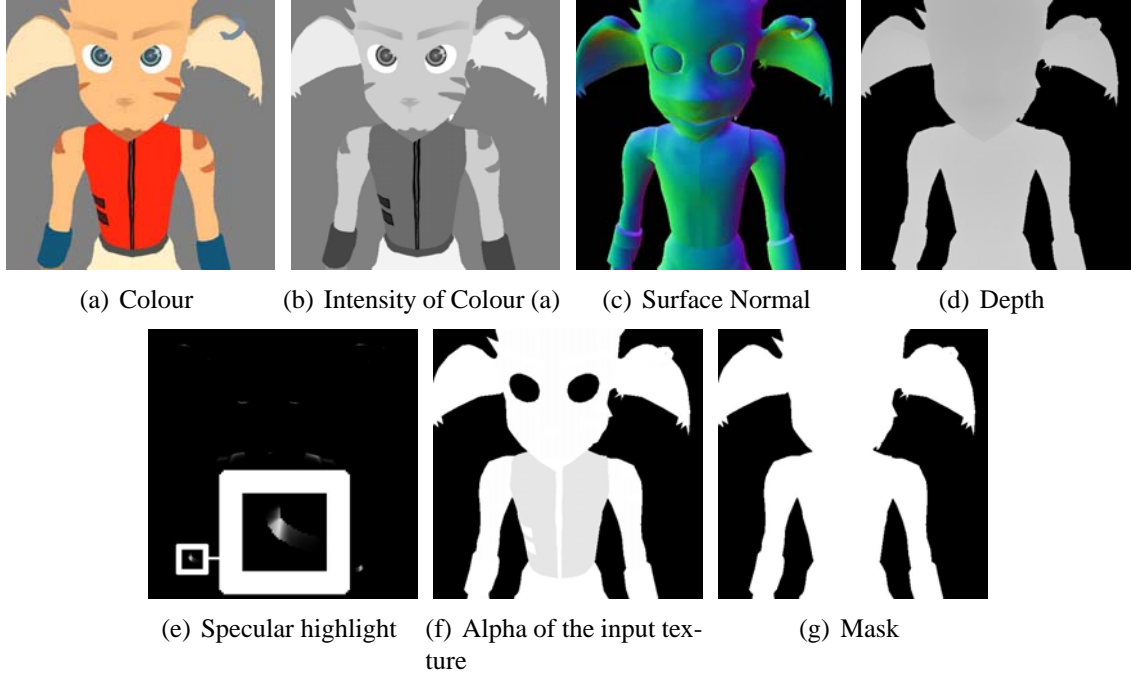 (a) Colour
(b) Intensity of Colour (a)
(c) Surface Normal
(d) Depth
(e) Specular highlight
(f) Alpha of the input tex-
ture
(g) Mask